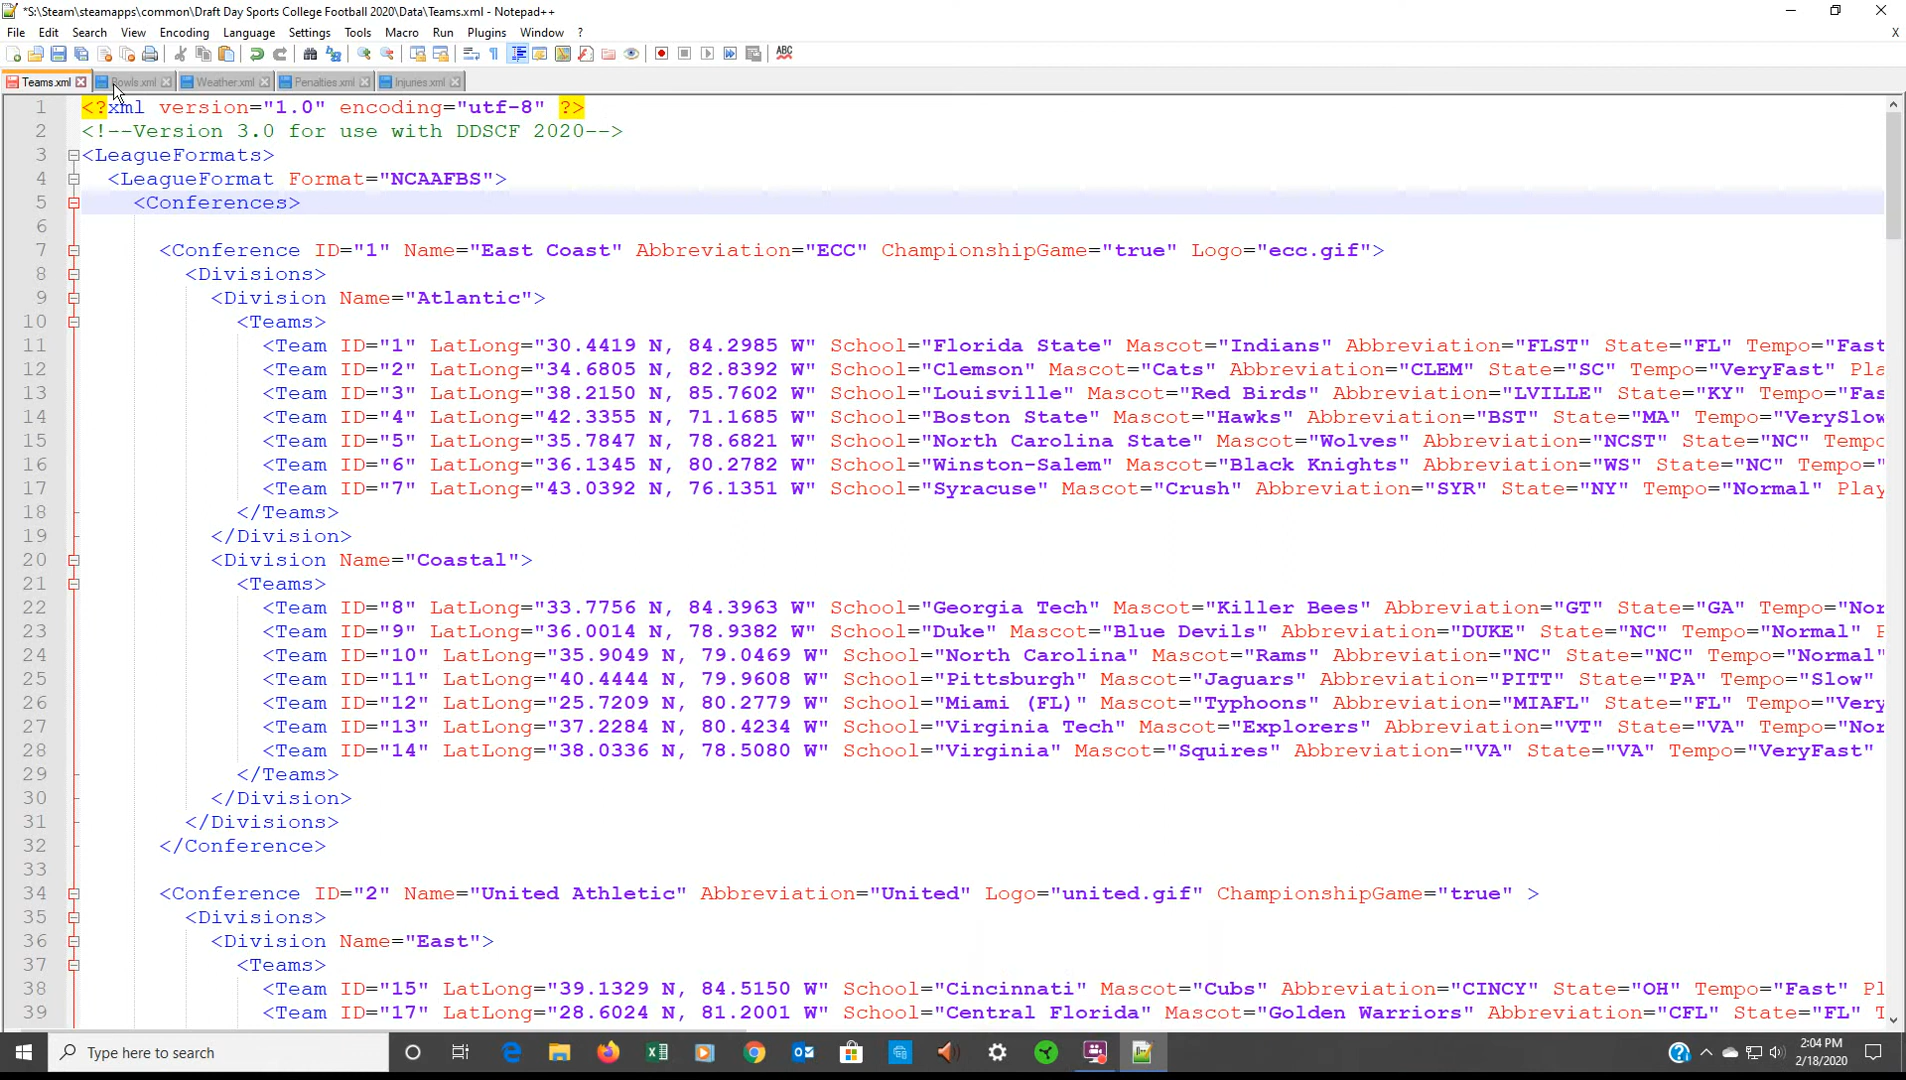 *S:\Steam\steamapps\common\Draft Day Sports College Football 2020\Data\Teams.xml - Notepad++
File Edit Search View Encoding Language Settings Tools Macro Run Plugins Window ? X
Teams.xml Bowls.xml Weather.xml Penalties.xml Injuries.xml
1 <?xml version="1.0" encoding="utf-8" ?>
2 <!--Version 3.0 for use with DDSCF 2020-->
3 <LeagueFormats>
4 <LeagueFormat Format="NCAAFBS">
5 <Conferences>
6
7 <Conference ID="1" Name="East Coast" Abbreviation="ECC" ChampionshipGame="true" Logo="ecc.gif">
8 <Divisions>
9 <Division Name="Atlantic">
10 <Teams>
11 <Team ID="1" LatLong="30.4419 N, 84.2985 W" School="Florida State" Mascot="Indians" Abbreviation="FLST" State="FL" Tempo="Fast
12 <Team ID="2" LatLong="34.6805 N, 82.8392 W" School="Clemson" Mascot="Cats" Abbreviation="CLEM" State="SC" Tempo="VeryFast" Pla
13 <Team ID="3" LatLong="38.2150 N, 85.7602 W" School="Louisville" Mascot="Red Birds" Abbreviation="LVILLE" State="KY" Tempo="Fas
14 <Team ID="4" LatLong="42.3355 N, 71.1685 W" School="Boston State" Mascot="Hawks" Abbreviation="BST" State="MA" Tempo="VerySlow
15 <Team ID="5" LatLong="35.7847 N, 78.6821 W" School="North Carolina State" Mascot="Wolves" Abbreviation="NCST" State="NC" Tempo
16 <Team ID="6" LatLong="36.1345 N, 80.2782 W" School="Winston-Salem" Mascot="Black Knights" Abbreviation="WS" State="NC" Tempo="
17 <Team ID="7" LatLong="43.0392 N, 76.1351 W" School="Syracuse" Mascot="Crush" Abbreviation="SYR" State="NY" Tempo="Normal" Play
18 </Teams>
19 </Division>
20 <Division Name="Coastal">
21 <Teams>
22 <Team ID="8" LatLong="33.7756 N, 84.3963 W" School="Georgia Tech" Mascot="Killer Bees" Abbreviation="GT" State="GA" Tempo="Nor
23 <Team ID="9" LatLong="36.0014 N, 78.9382 W" School="Duke" Mascot="Blue Devils" Abbreviation="DUKE" State="NC" Tempo="Normal" P
24 <Team ID="10" LatLong="35.9049 N, 79.0469 W" School="North Carolina" Mascot="Rams" Abbreviation="NC" State="NC" Tempo="Normal"
25 <Team ID="11" LatLong="40.4444 N, 79.9608 W" School="Pittsburgh" Mascot="Jaguars" Abbreviation="PITT" State="PA" Tempo="Slow"
26 <Team ID="12" LatLong="25.7209 N, 80.2779 W" School="Miami (FL)" Mascot="Typhoons" Abbreviation="MIAFL" State="FL" Tempo="Very
27 <Team ID="13" LatLong="37.2284 N, 80.4234 W" School="Virginia Tech" Mascot="Explorers" Abbreviation="VT" State="VA" Tempo="Nor
28 <Team ID="14" LatLong="38.0336 N, 78.5080 W" School="Virginia" Mascot="Squires" Abbreviation="VA" State="VA" Tempo="VeryFast"
29 </Teams>
30 </Division>
31 </Divisions>
32 </Conference>
33
34 <Conference ID="2" Name="United Athletic" Abbreviation="United" Logo="united.gif" ChampionshipGame="true" >
35 <Divisions>
36 <Division Name="East">
37 <Teams>
38 <Team ID="15" LatLong="39.1329 N, 84.5150 W" School="Cincinnati" Mascot="Cubs" Abbreviation="CINCY" State="OH" Tempo="Fast" Pl
39 <Team ID="17" LatLong="28.6024 N, 81.2001 W" School="Central Florida" Mascot="Golden Warriors" Abbreviation="CFL" State="FL" T
Type here to search
2:04 PM
2/18/2020